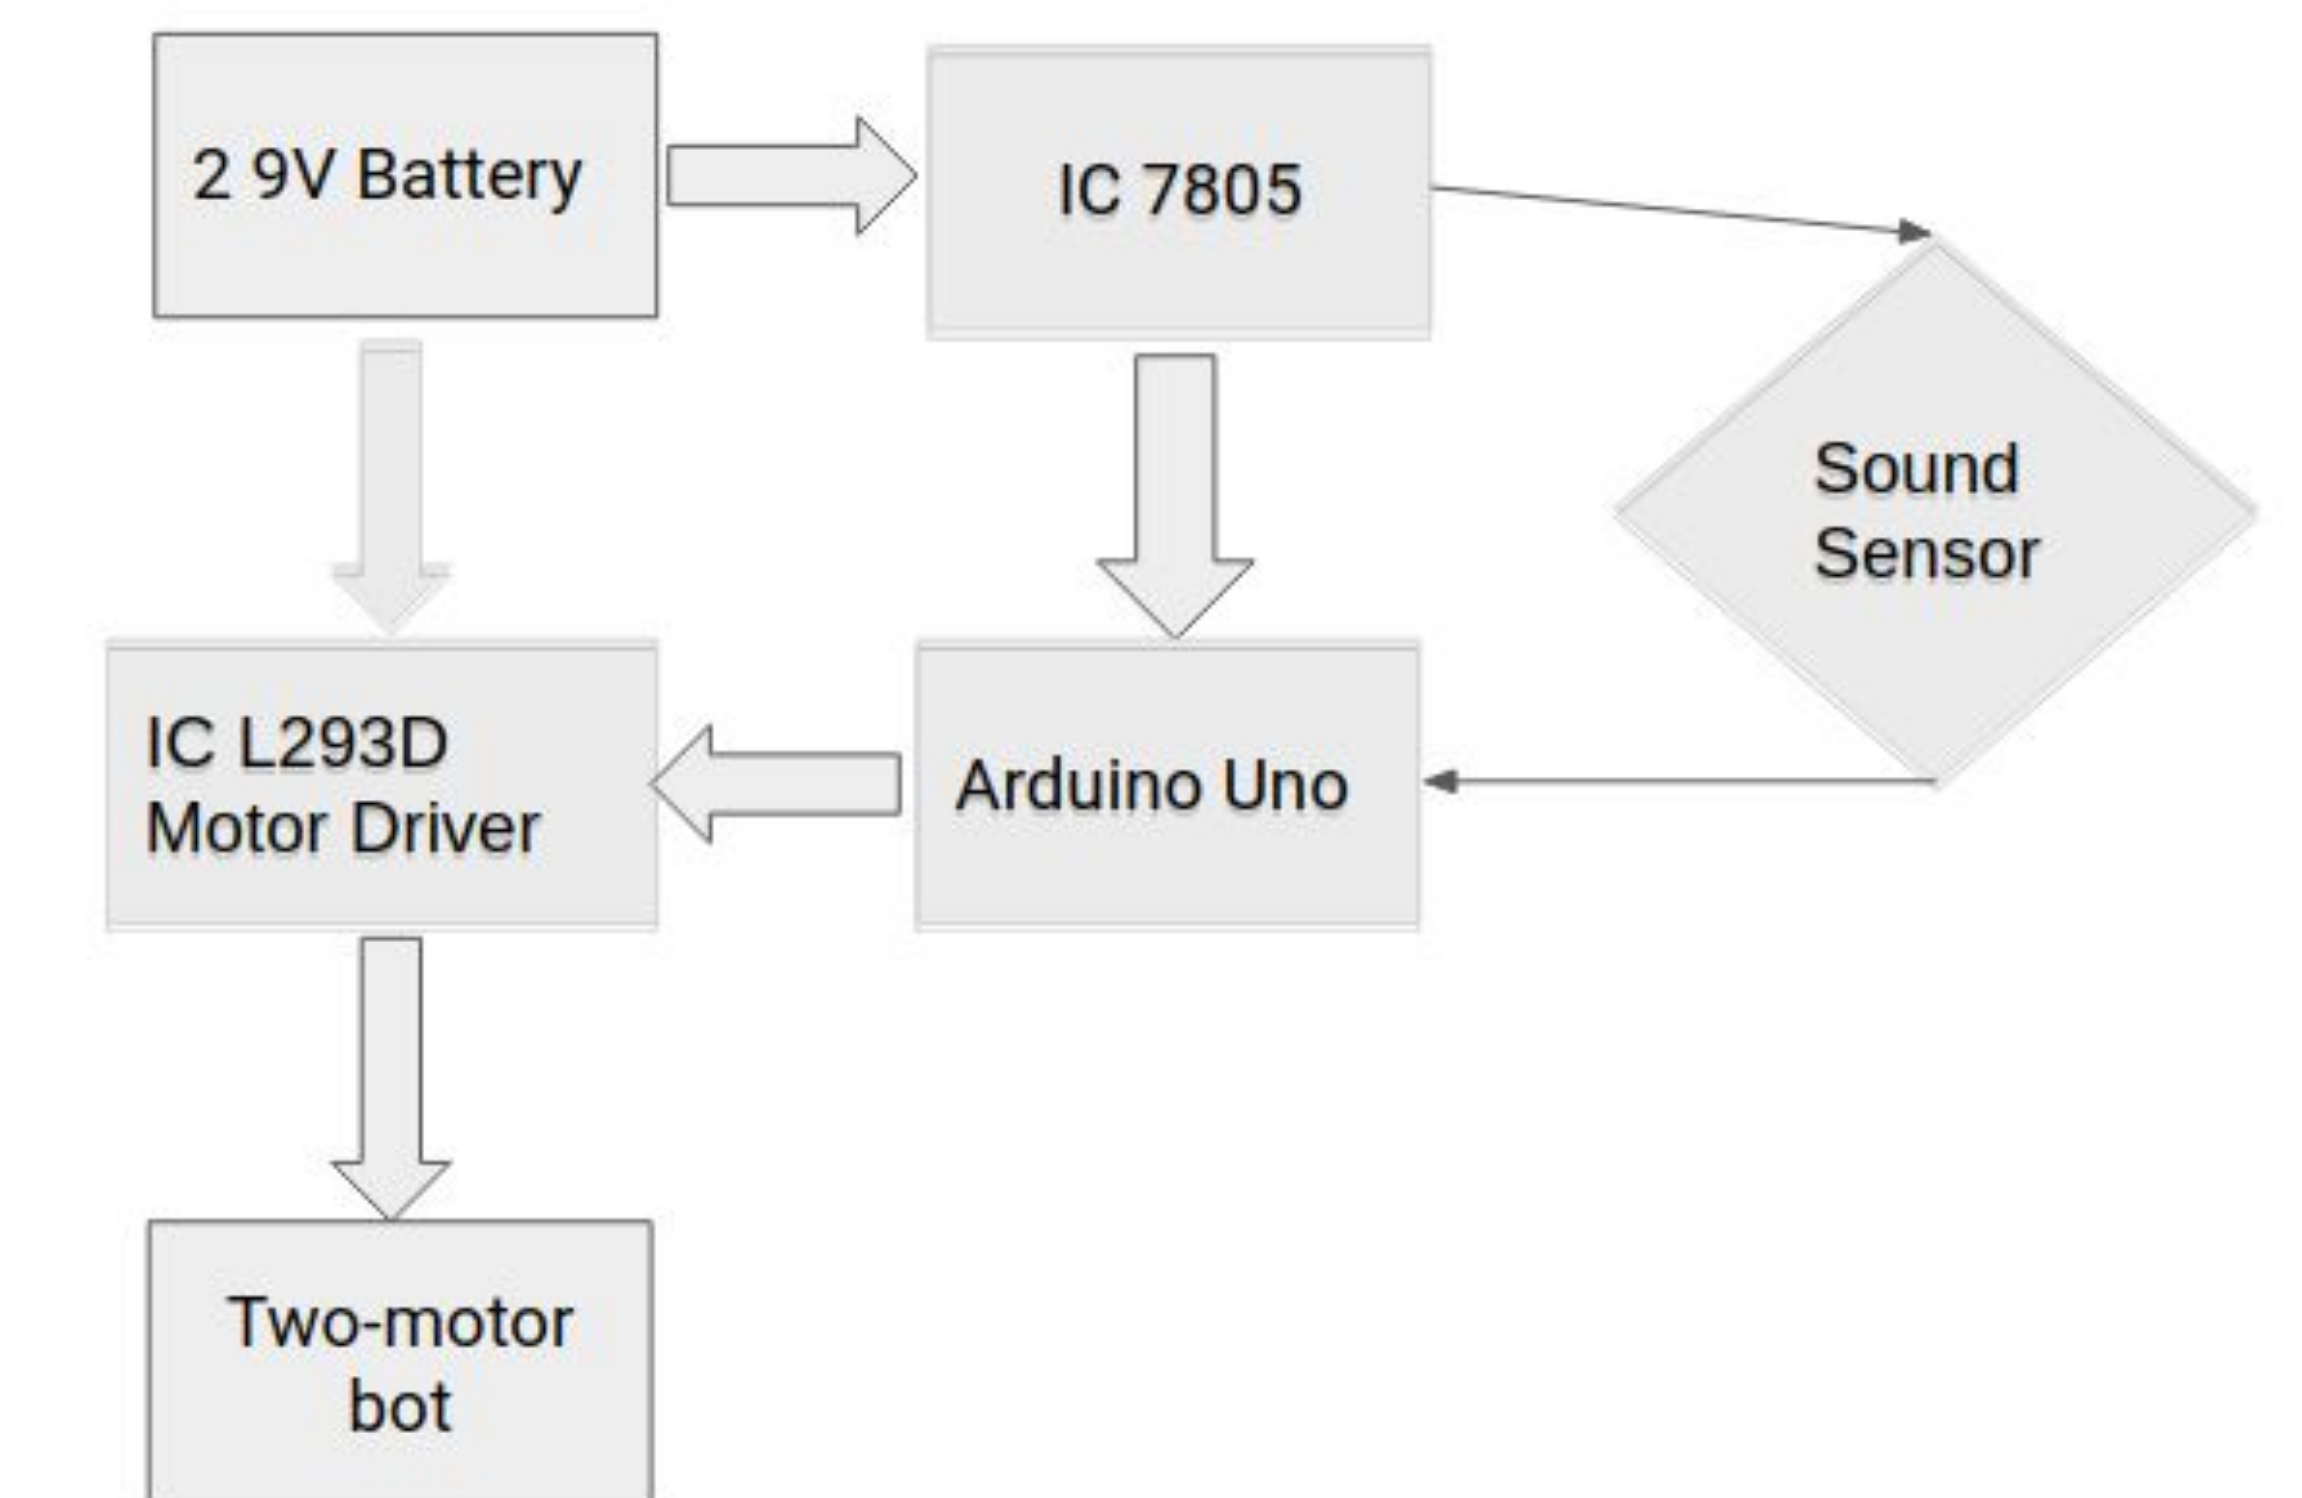 2 9V Battery
IC 7805
Sound
Sensor
IC L293D
Motor Driver
Arduino Uno
Two-motor
bot